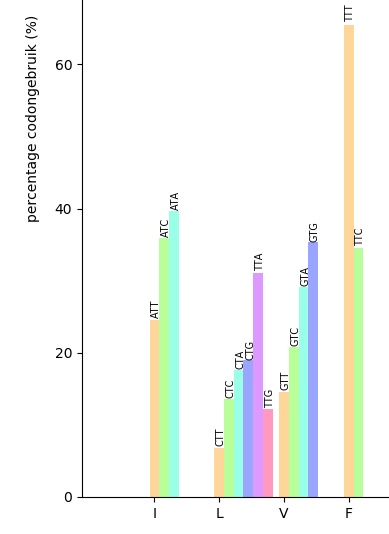 percentage codongebruik (%)
60
40
20
0
ATT
ATC
ATA
CTT
CTC
CTA
CTG
TTA
TTG
GTT
GTC
GTA
GTG
TTT
TTC
I L V F